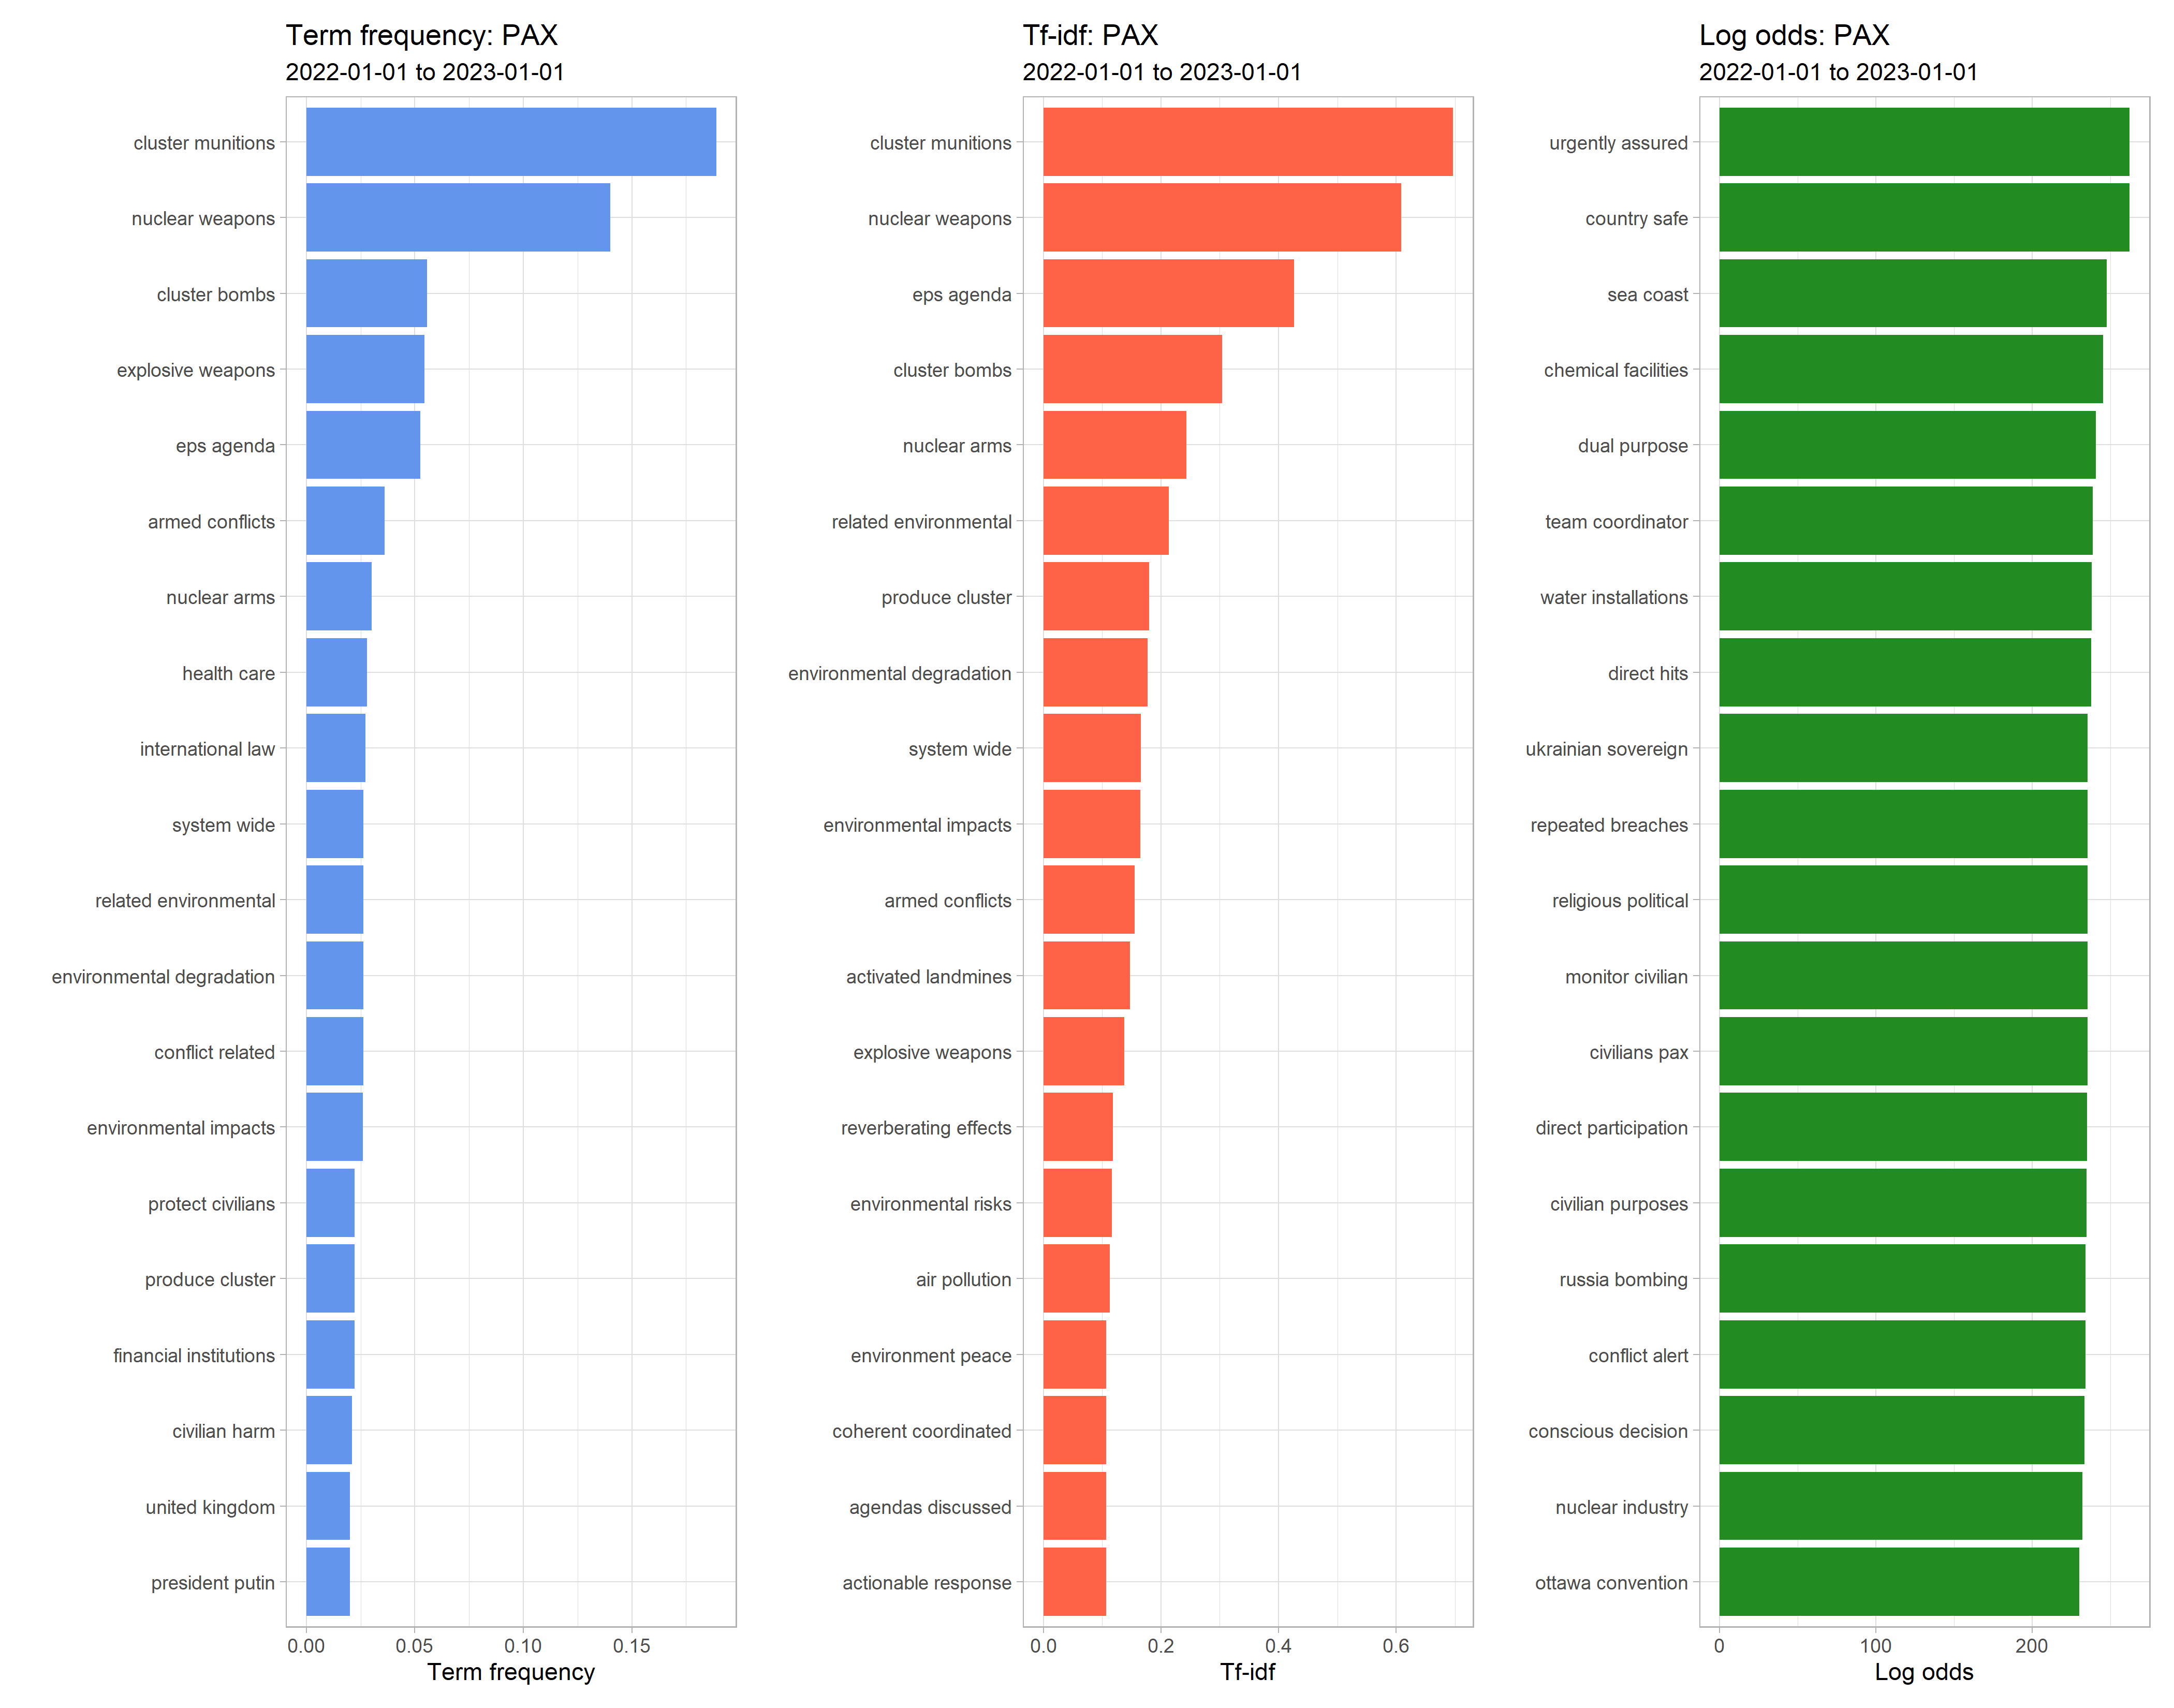 Term frequency: PAX
2022-01-01 to 2023-01-01
cluster munitions
nuclear weapons
cluster bombs
explosive weapons
eps agenda
armed conflicts
nuclear arms
health care
international law
system wide
related environmental
environmental degradation
conflict related
environmental impacts
protect civilians
produce cluster
financial institutions
civilian harm
united kingdom
president putin
0.00 0.05 0.10 0.15
Term frequency
Tf-idf: PAX
2022-01-01 to 2023-01-01
cluster munitions
nuclear weapons
eps agenda
cluster bombs
nuclear arms
related environmental
produce cluster
environmental degradation
system wide
environmental impacts
armed conflicts
activated landmines
explosive weapons
reverberating effects
environmental risks
air pollution
environment peace
coherent coordinated
agendas discussed
actionable response
0.0 0.2 0.4 0.6
Tf-idf
Log odds: PAX
2022-01-01 to 2023-01-01
urgently assured
country safe
sea coast
chemical facilities
dual purpose
team coordinator
water installations
direct hits
ukrainian sovereign
repeated breaches
religious political
monitor civilian
civilians pax
direct participation
civilian purposes
russia bombing
conflict alert
conscious decision
nuclear industry
ottawa convention
0 100 200
Log odds